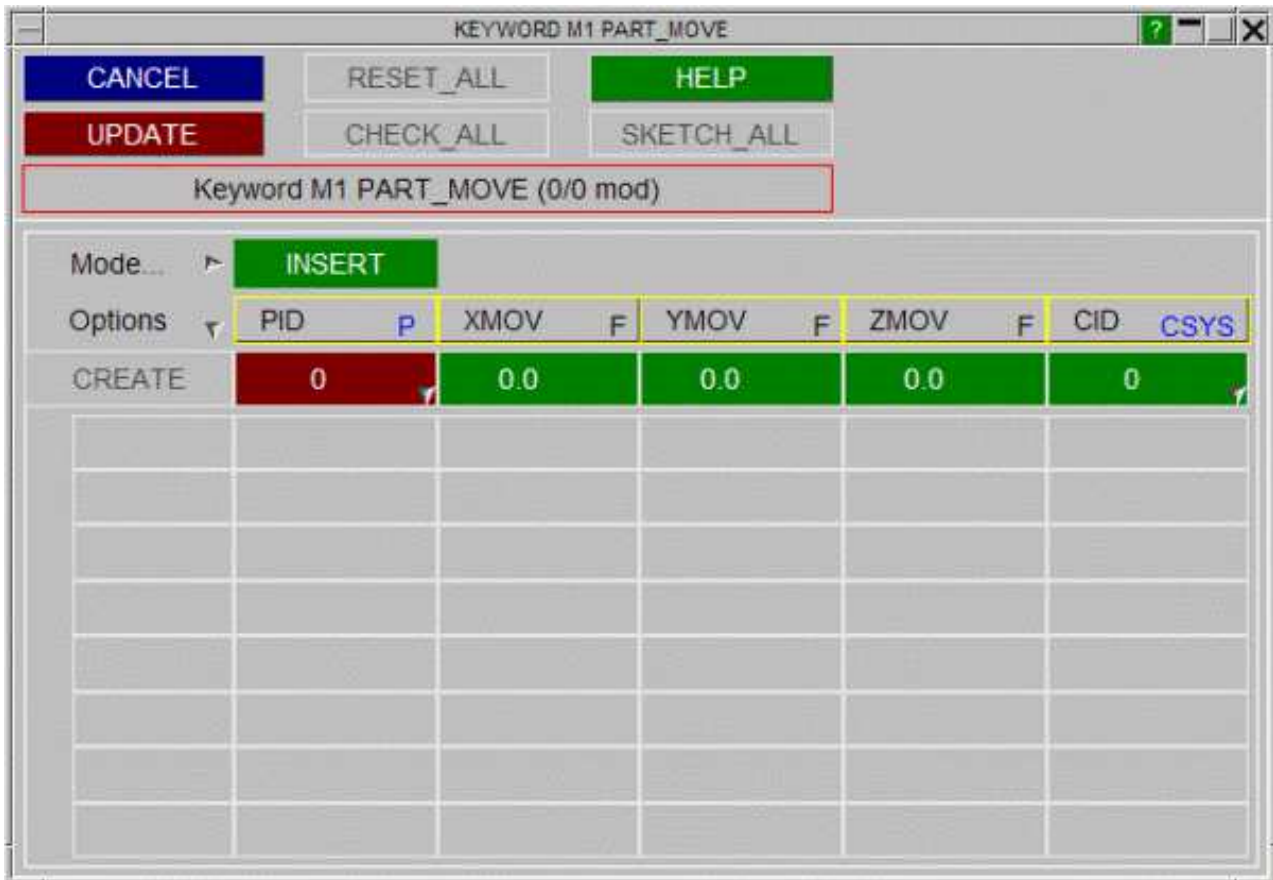 KEYWORD M1 PART_MOVE ?
CANCEL RESET_ALL HELP
UPDATE CHECK_ALL SKETCH_ALL
Keyword M1 PART_MOVE (0/0 mod)
Mode... INSERT
Options PID P XMOV F YMOV F ZMOV F CID CSYS
CREATE 0 0.0 0.0 0.0 0